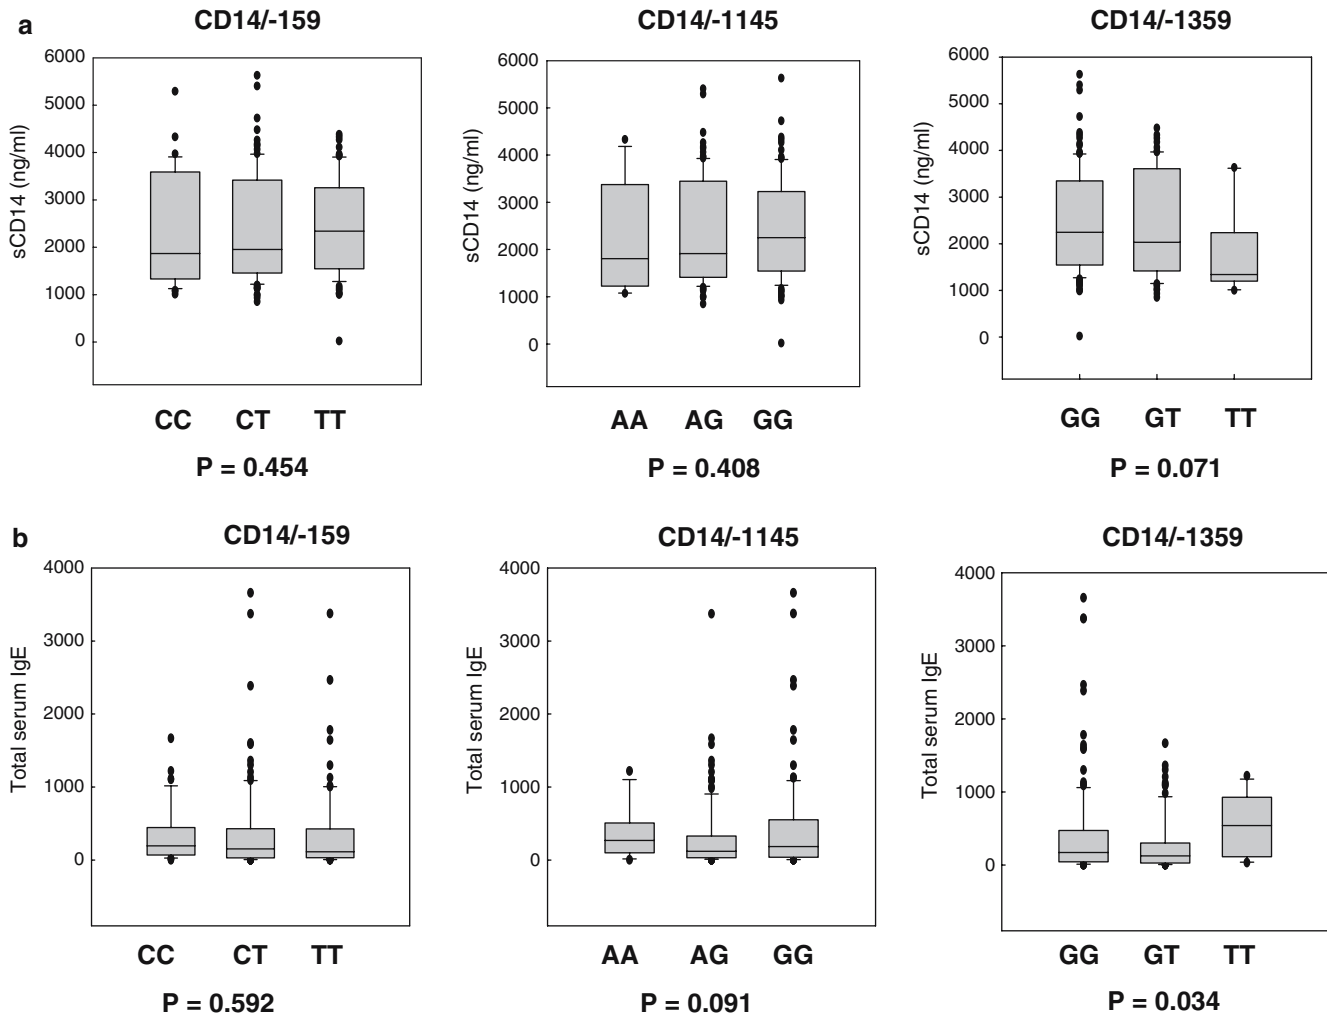 a
CD14/-159
CD14/-1145
CD14/-1359
sCD14 (ng/ml)
6000
5000
4000
3000
2000
1000
0
sCD14 (ng/ml)
6000
5000
4000
3000
2000
1000
0
sCD14 (ng/ml)
6000
5000
4000
3000
2000
1000
0
CC CT TT
AA AG GG
GG GT TT
P = 0.454
P = 0.408
P = 0.071
b
CD14/-159
CD14/-1145
CD14/-1359
Total serum IgE
4000
3000
2000
1000
0
Total serum IgE
4000
3000
2000
1000
0
Total serum IgE
4000
3000
2000
1000
0
CC CT TT
AA AG GG
GG GT TT
P = 0.592
P = 0.091
P = 0.034